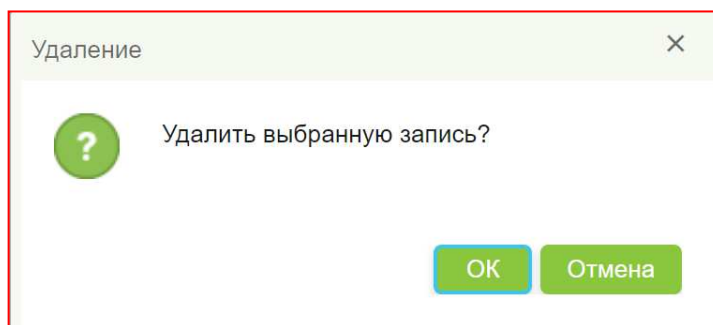 Удаление
?
Удалить выбранную запись?
ОК
Отмена